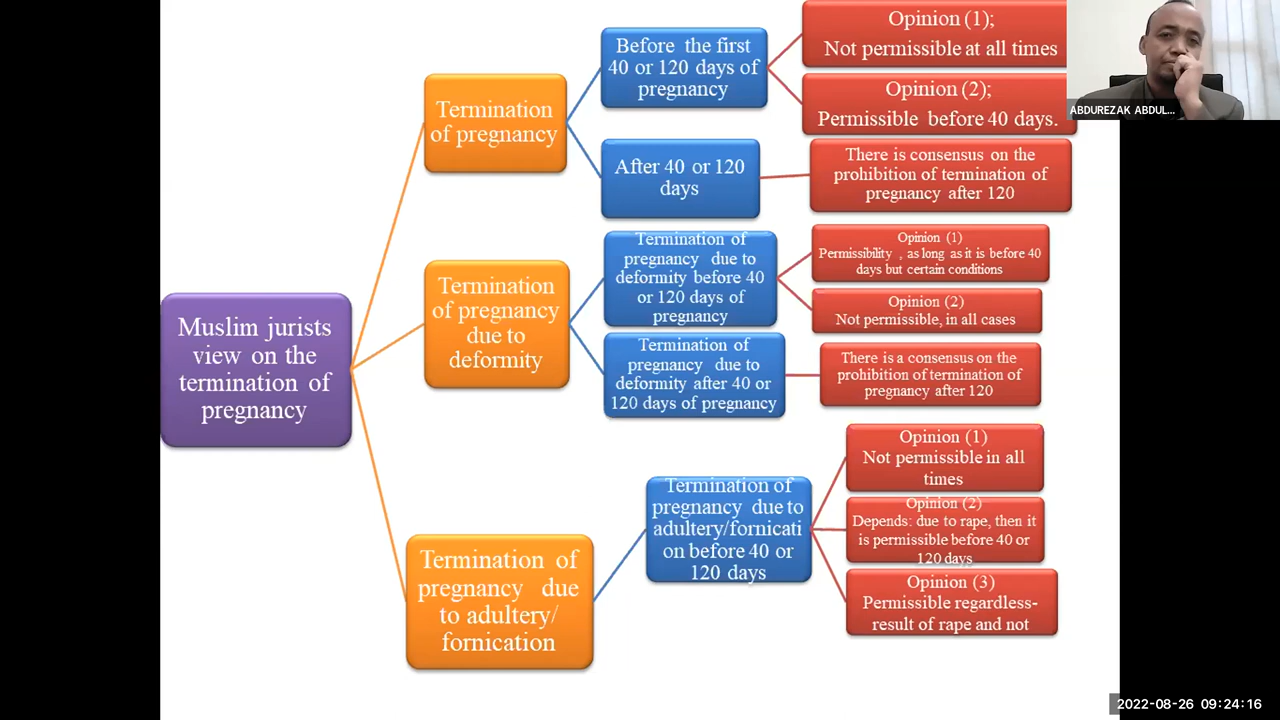 Muslim jurists
view on the
termination of
pregnancy
Termination
of pregnancy
Before the first
40 or 120 days of
pregnancy
Opinion (1);
Not permissible at all times
Opinion (2);
Permissible before 40 days.
After 40 or 120
days
There is consensus on the
prohibition of termination of
pregnancy after 120
Termination
of pregnancy
due to
deformity
Termination of
pregnancy due to
deformity before 40
or 120 days of
pregnancy
Opinion (1)
Permissibility , as long as it is before 40
days but certain conditions
Opinion (2)
Not permissible, in all cases
Termination of
pregnancy due to
deformity after 40 or
120 days of pregnancy
There is a consensus on the
prohibition of termination of
pregnancy after 120
Termination of
pregnancy due
to adultery/
fornication
Termination of
pregnancy due to
adultery/fornicati
on before 40 or
120 days
Opinion (1)
Not permissible in all
times
Opinion (2)
Depends: due to rape, then it
is permissible before 40 or
120 days
Opinion (3)
Permissible regardless-
result of rape and not
ABDUREZAK ABDUL...
2022-08-26 09:24:16